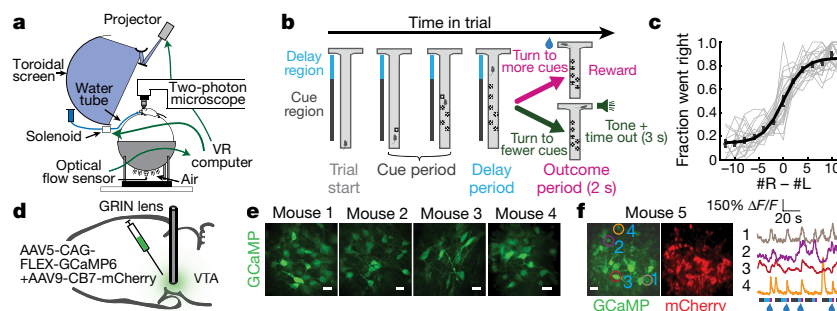 a
Projector
Toroidal
screen
Water
tube
Two-photon
microscope
Solenoid
VR
computer
Optical
flow sensor
Air
b
Time in trial
Delay
region
Cue
region
Turn to
more cues
Reward
Turn to
fewer cues
Tone +
time out (3 s)
Trial
start
Cue period
Delay
period
Outcome
period (2 s)
c
Fraction went right
1.0
0.8
0.6
0.4
0.2
0
–10
–5
0
5
10
#R – #L
d
GRIN lens
AAV5-CAG-
FLEX-GCaMP6
+AAV9-CB7-mCherry
VTA
e
Mouse 1
Mouse 2
Mouse 3
Mouse 4
GCaMP
f
Mouse 5
4
2
3
1
GCaMP
mCherry
150% ΔF/F
20 s
1
2
3
4